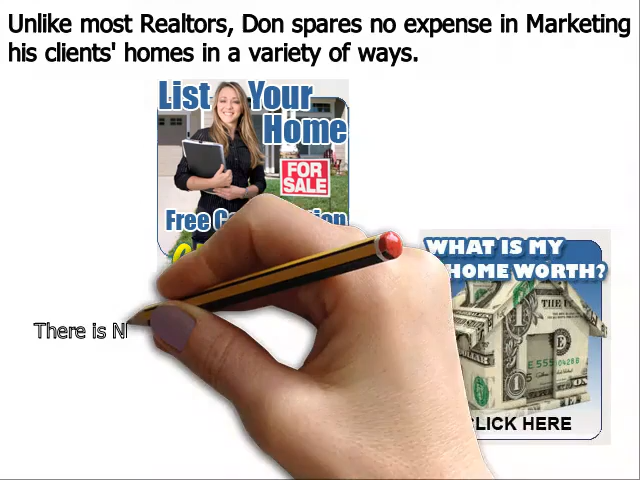 Unlike most Realtors, Don spares no expense in Marketing
his clients' homes in a variety of ways.
List Your
Home
FOR
SALE
Free
WHAT IS MY
HOME WORTH?
CLICK HERE
There is N